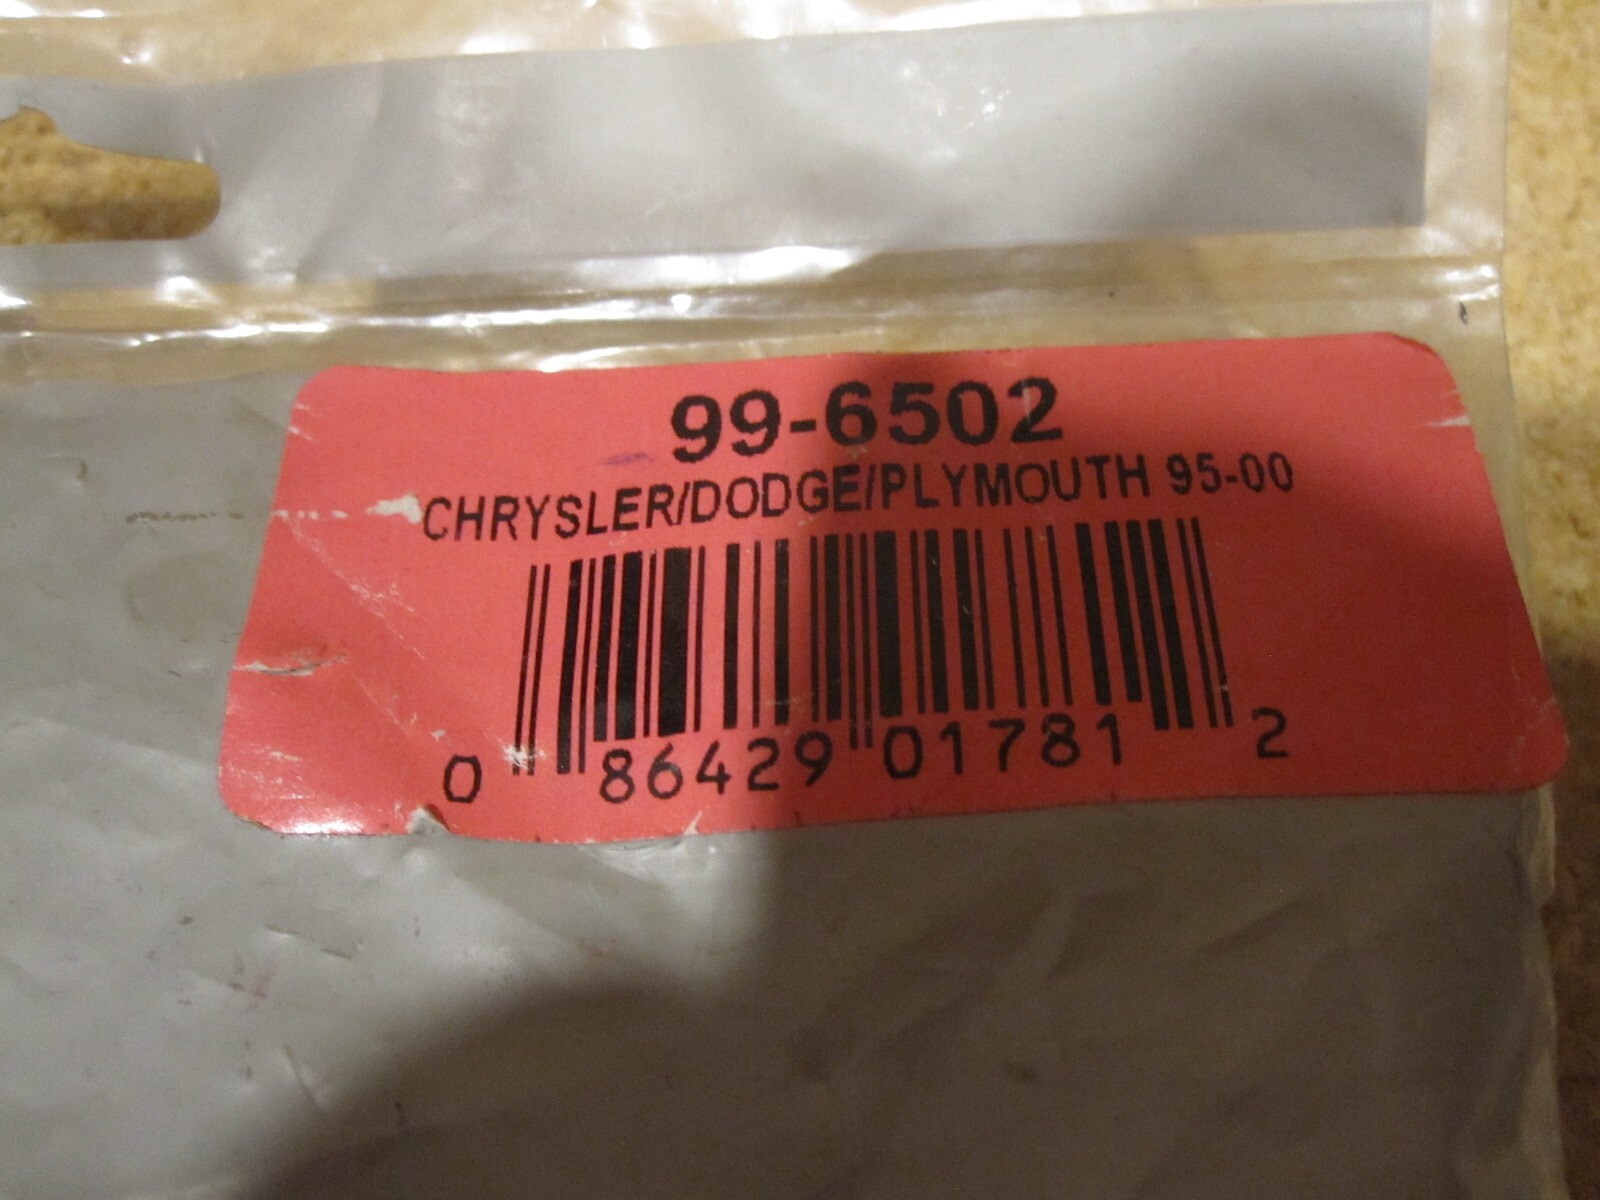 99-6502
CHRYSLER/DODGE/PLYMOUTH 95-00
0 86429 01781 2